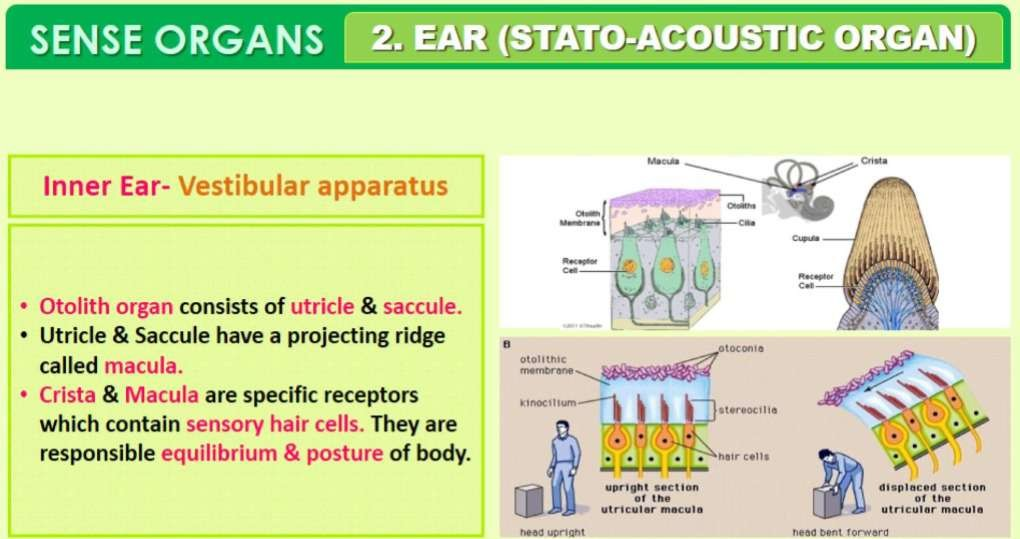 SENSE ORGANS
2. EAR (STATO-ACOUSTIC ORGAN)
Inner Ear- Vestibular apparatus
• Otolith organ consists of utricle & saccule.
• Utricle & Saccule have a projecting ridge
called macula.
• Crista & Macula are specific receptors
which contain sensory hair cells. They are
responsible equilibrium & posture of body.
Macula
Crista
Otolith
Membrane
Otoliths
Cilia
Receptor
Cell
Cupula
Receptor
Cell
B
otolithic
membrane
otoconia
kinocilium
stereocilia
hair cells
upright section
of the
utricular macula
head upright
displaced section
of the
utricular macula
head bent forward